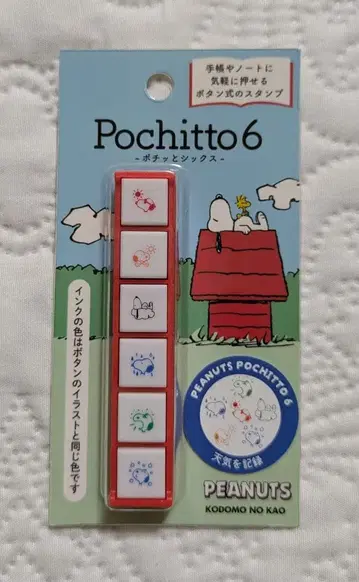 手帳やノートに
気軽に押せる
ボタン式のスタンプ
Pochitto6
-ポチッとシックス-
インクの色はボタンのイラストと同じ色です
PEANUTS POCHITTO 6
天気を記録
PEANUTS
KODOMO NO KAO